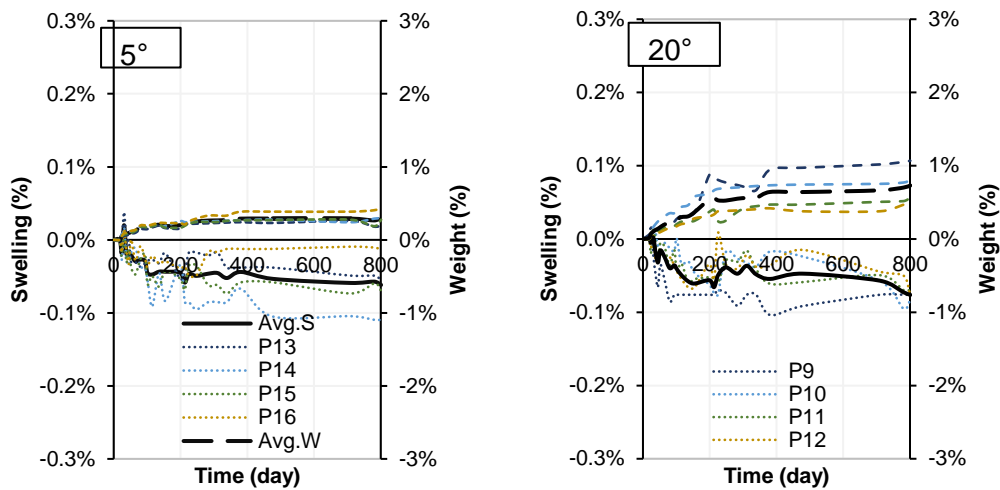 5°
0.3%
0.2%
0.1%
0.0%
-0.1%
-0.2%
-0.3%
Swelling (%)
3%
2%
1%
0%
-1%
-2%
-3%
Weight (%)
0 200 400 600 800
Time (day)
Avg.S
P13
P14
P15
P16
Avg.W
20°
0.3%
0.2%
0.1%
0.0%
-0.1%
-0.2%
-0.3%
Swelling (%)
3%
2%
1%
0%
-1%
-2%
-3%
Weight (%)
0 200 400 600 800
Time (day)
P9
P10
P11
P12